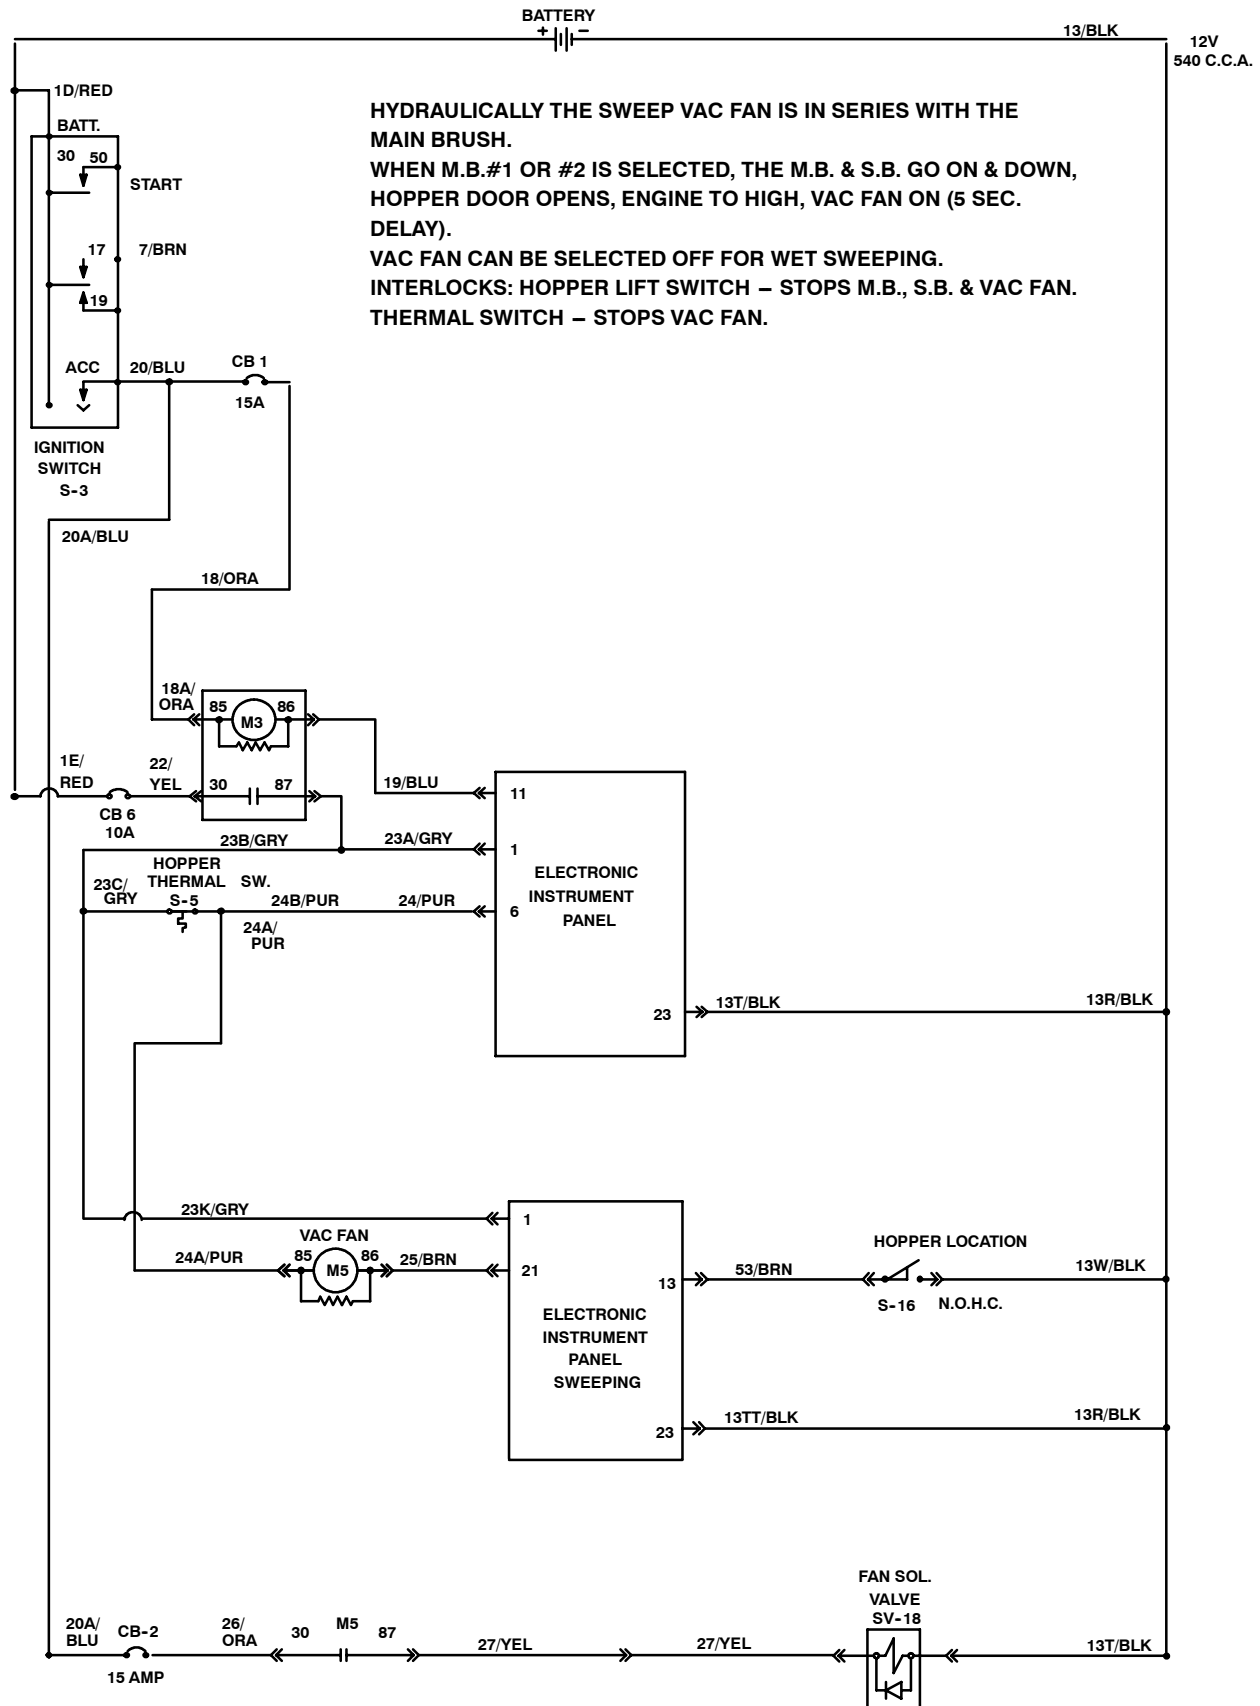 BATTERY
+ −
13/BLK
12V
540 C.C.A.
1D/RED
BATT.
30 50
START
17 7/BRN
19
ACC 20/BLU CB 1
15A
IGNITION
SWITCH
S-3
HYDRAULICALLY THE SWEEP VAC FAN IS IN SERIES WITH THE
MAIN BRUSH.
WHEN M.B.#1 OR #2 IS SELECTED, THE M.B. & S.B. GO ON & DOWN,
HOPPER DOOR OPENS, ENGINE TO HIGH, VAC FAN ON (5 SEC.
DELAY).
VAC FAN CAN BE SELECTED OFF FOR WET SWEEPING.
INTERLOCKS: HOPPER LIFT SWITCH – STOPS M.B., S.B. & VAC FAN.
THERMAL SWITCH – STOPS VAC FAN.
20A/BLU
18/ORA
18A/
ORA
85 M3 86
1E/
RED
22/
YEL
30 87
CB 6
10A
19/BLU
11
23B/GRY 23A/GRY
1
HOPPER
THERMAL SW.
S-5
23C/
GRY
24B/PUR 24/PUR
6
24A/
PUR
ELECTRONIC
INSTRUMENT
PANEL
23
13T/BLK 13R/BLK
23K/GRY
1
VAC FAN
24A/PUR 85 M5 86 25/BRN
21
ELECTRONIC
INSTRUMENT
PANEL
SWEEPING
13
53/BRN
HOPPER LOCATION
S-16 N.O.H.C.
13W/BLK
23
13TT/BLK 13R/BLK
20A/
BLU
CB-2
15 AMP
26/
ORA
30 M5 87
27/YEL 27/YEL
FAN SOL.
VALVE
SV-18
13T/BLK